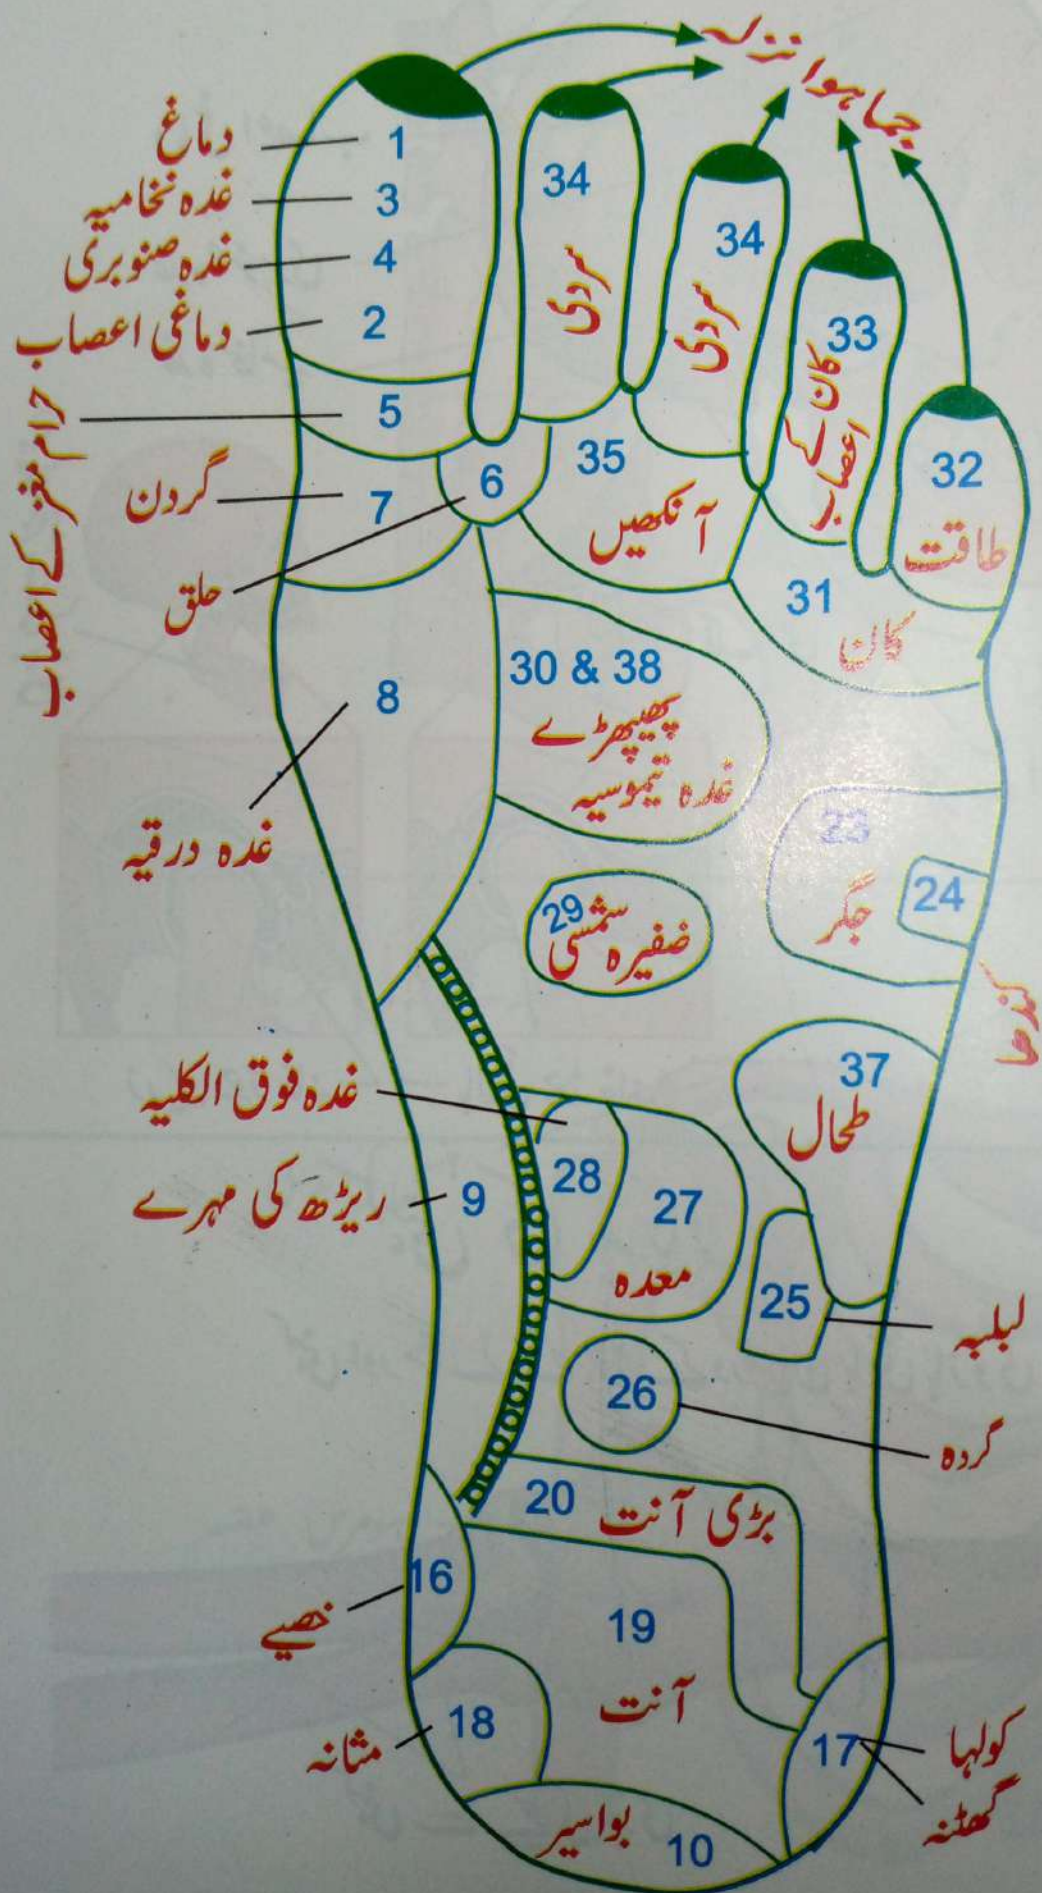 جما ہوا نزلہ
دماغ 1
غدہ نخامیہ 3
غدہ صنوبری 4
دماغی اعصاب 2
حرام مغز کے اعصاب 5
گردن 7
حلق 6
34 سردی
34 سردی
33 کان کے اعصاب
32 طاقت
35 آنکھیں
31 کان
8 غدہ درقیہ
30 & 38
پھیپھڑے
غدہ تیموسیہ
23 جگر
24 کندھا
29 ضفیرہ شمسی
37 طحال
غدہ فوق الکلیہ 28
ریڑھ کی مہرے 9
27 معدہ
25 لبلبہ
26 گردہ
20 بڑی آنت
خصیے 16
19 آنت
مثانہ 18
17 کولہا
گھٹنہ
بواسیر 10